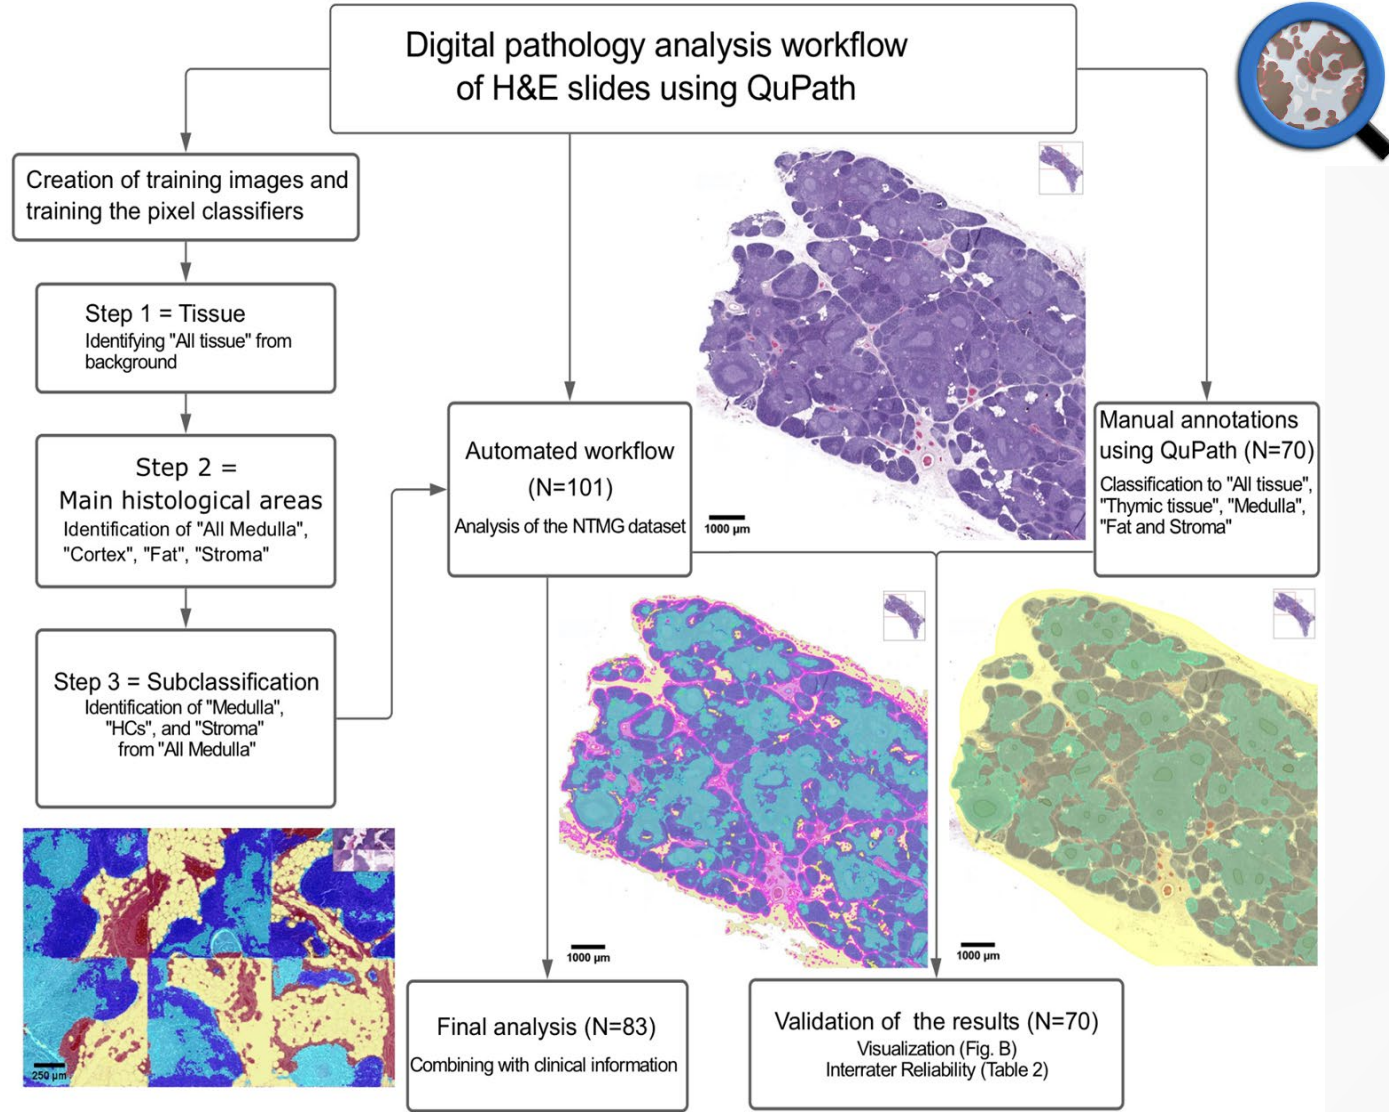 Digital pathology analysis workflow
of H&E slides using QuPath
Creation of training images and
training the pixel classifiers
Step 1 = Tissue
Identifying "All tissue" from
background
Step 2 =
Main histological areas
Identification of "All Medulla",
"Cortex", "Fat", "Stroma"
Step 3 = Subclassification
Identification of "Medulla",
"HCs", and "Stroma"
from "All Medulla"
250 µm
Automated workflow
(N=101)
Analysis of the NTMG dataset
1000 µm
Manual annotations
using QuPath (N=70)
Classification to "All tissue",
"Thymic tissue", "Medulla",
"Fat and Stroma"
1000 µm
1000 µm
Final analysis (N=83)
Combining with clinical information
Validation of the results (N=70)
Visualization (Fig. B)
Interrater Reliability (Table 2)